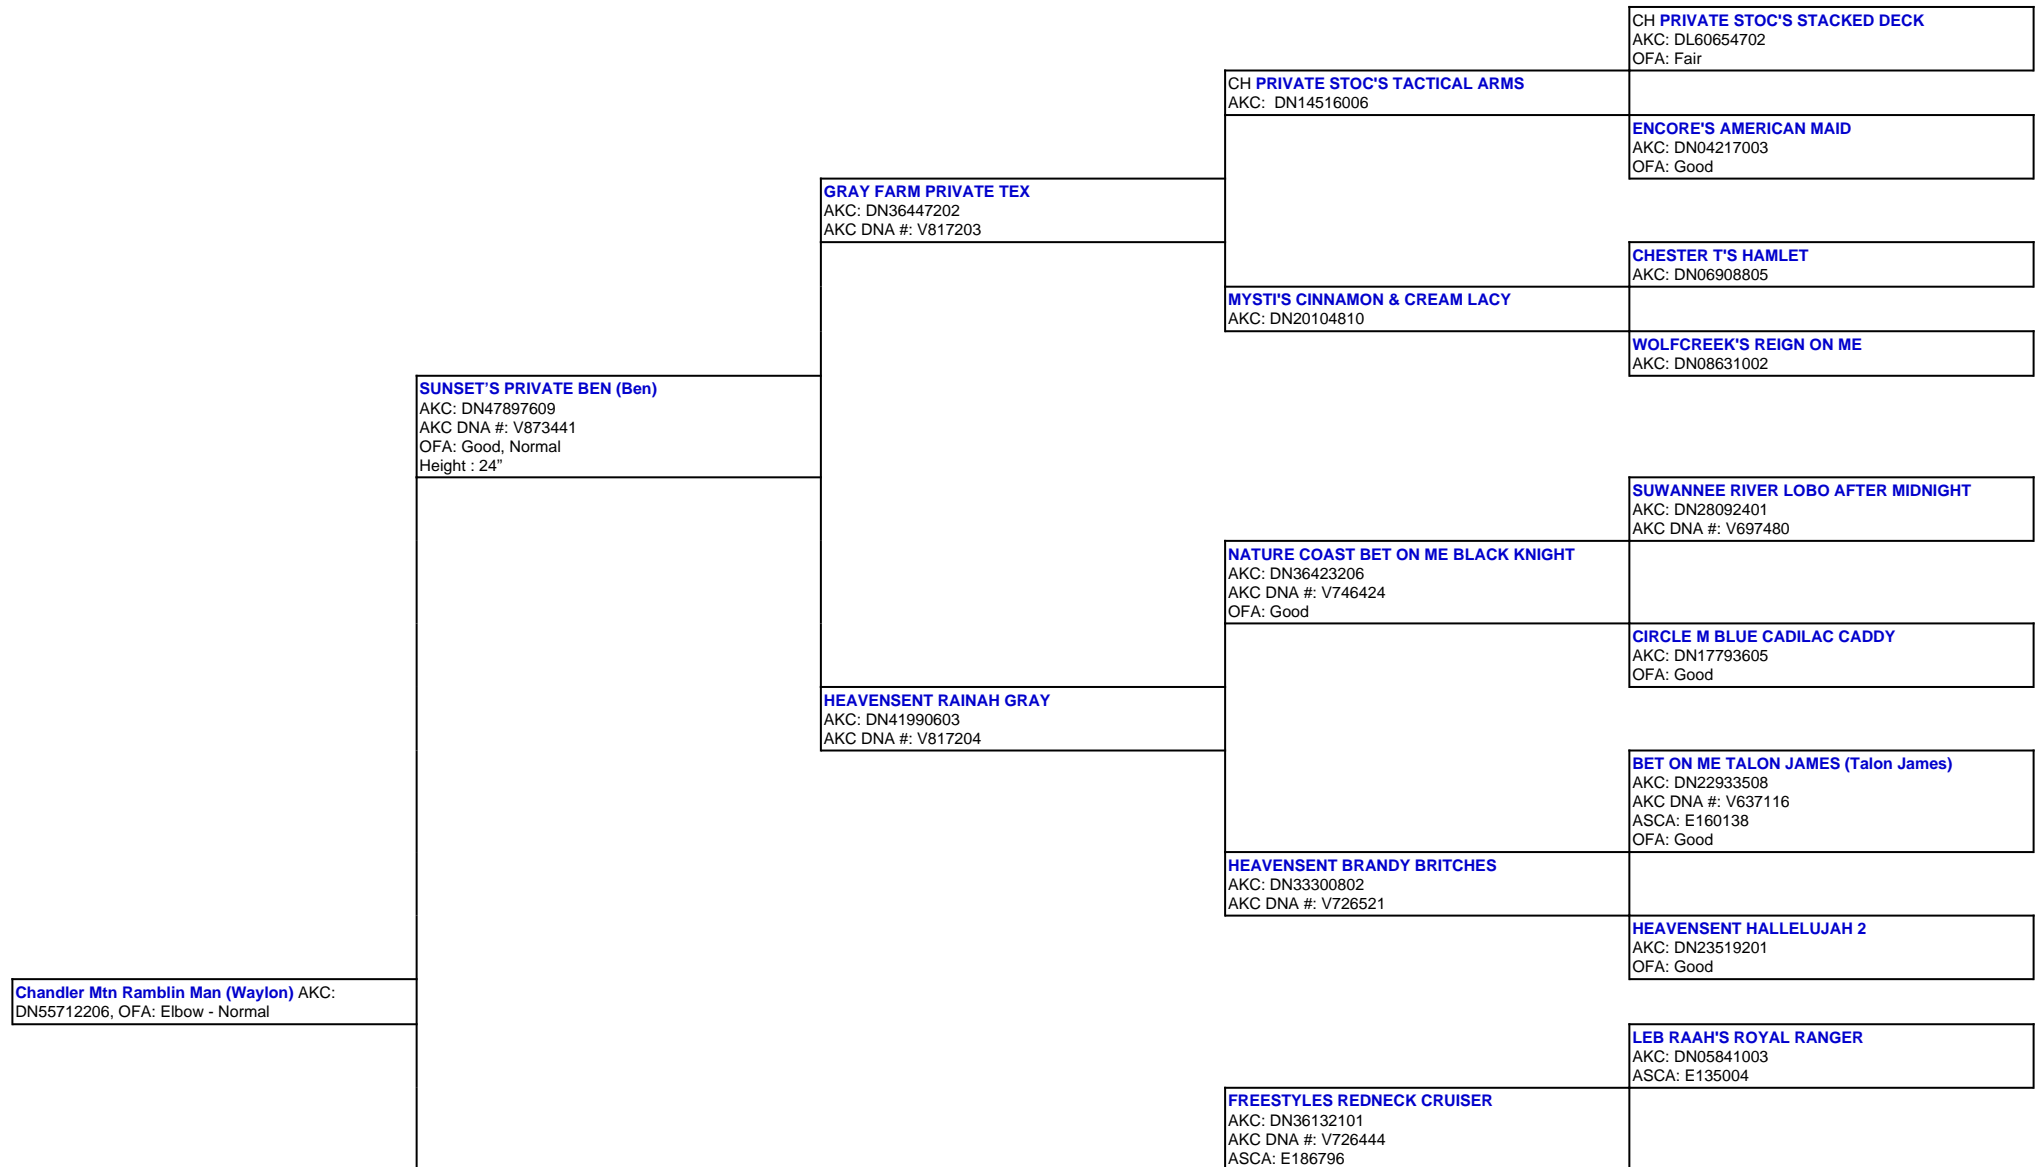 CH PRIVATE STOC'S STACKED DECK
AKC: DL60654702
OFA: Fair
CH PRIVATE STOC'S TACTICAL ARMS
AKC:  DN14516006
ENCORE'S AMERICAN MAID
AKC: DN04217003
OFA: Good
GRAY FARM PRIVATE TEX
AKC: DN36447202
AKC DNA #: V817203
CHESTER T'S HAMLET
AKC: DN06908805
MYSTI'S CINNAMON & CREAM LACY
AKC: DN20104810
WOLFCREEK'S REIGN ON ME
AKC: DN08631002
SUNSET’S PRIVATE BEN (Ben)
AKC: DN47897609
AKC DNA #: V873441
OFA: Good, Normal
Height : 24”
SUWANNEE RIVER LOBO AFTER MIDNIGHT
AKC: DN28092401
AKC DNA #: V697480
NATURE COAST BET ON ME BLACK KNIGHT
AKC: DN36423206
AKC DNA #: V746424
OFA: Good
CIRCLE M BLUE CADILAC CADDY
AKC: DN17793605
OFA: Good
HEAVENSENT RAINAH GRAY
AKC: DN41990603
AKC DNA #: V817204
BET ON ME TALON JAMES (Talon James)
AKC: DN22933508
AKC DNA #: V637116
ASCA: E160138
OFA: Good
HEAVENSENT BRANDY BRITCHES
AKC: DN33300802
AKC DNA #: V726521
HEAVENSENT HALLELUJAH 2
AKC: DN23519201
OFA: Good
Chandler Mtn Ramblin Man (Waylon) AKC:
DN55712206, OFA: Elbow - Normal
LEB RAAH'S ROYAL RANGER
AKC: DN05841003
ASCA: E135004
FREESTYLES REDNECK CRUISER
AKC: DN36132101
AKC DNA #: V726444
ASCA: E186796